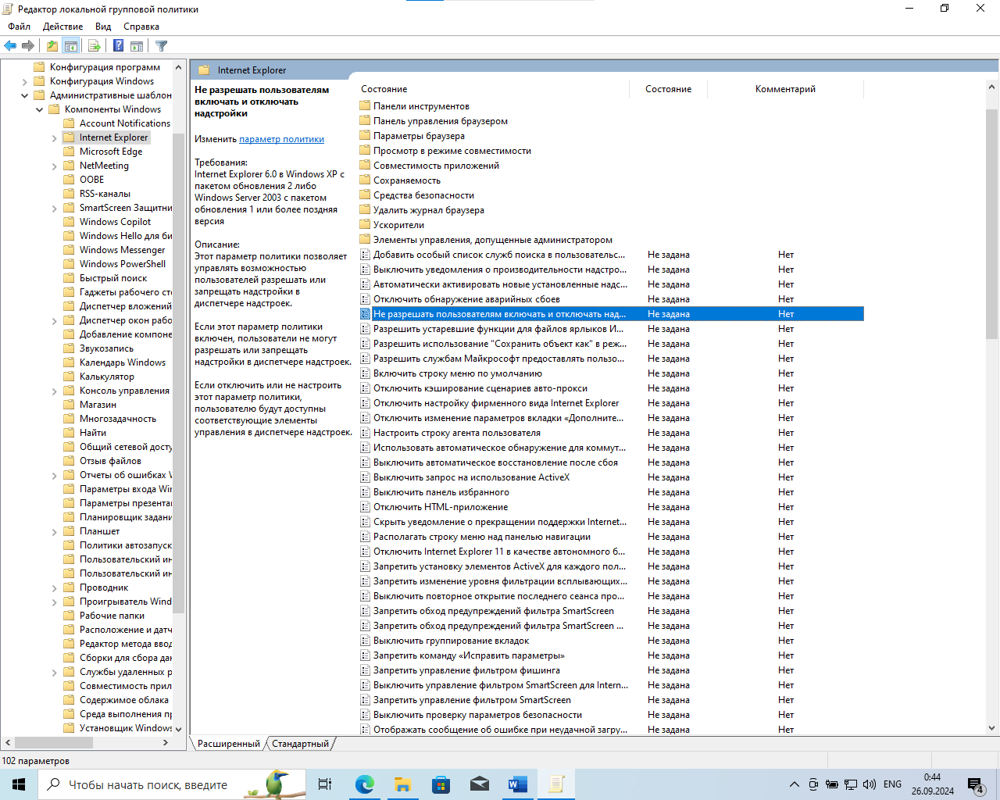 Редактор локальной групповой политики
Файл Действие Вид Справка
Конфигурация программ
Конфигурация Windows
Административные шаблон
Компоненты Windows
Account Notifications
Internet Explorer
Microsoft Edge
NetMeeting
OOBE
RSS-каналы
SmartScreen Защитни
Windows Copilot
Windows Hello для би
Windows Messenger
Windows PowerShell
Быстрый поиск
Гаджеты рабочего ст
Диспетчер вложений
Диспетчер окон рабо
Добавление компоне
Звукозапись
Календарь Windows
Калькулятор
Консоль управления
Магазин
Многозадачность
Найти
Общий сетевой досту
Отзыв файлов
Отчеты об ошибках W
Параметры входа Win
Параметры презента
Планировщик задани
Планшет
Политики автозапуск
Пользовательский ин
Пользовательский ин
Проводник
Проигрыватель Wind
Рабочие папки
Расположение и датч
Редактор метода ввод
Сборки для сбора дан
Службы удаленных р
Совместимость прил
Содержимое облака
Среда выполнения пр
Установщик Windows
Internet Explorer
Не разрешать пользователям
включать и отключать
надстройки
Изменить параметр политики
Требования:
Internet Explorer 6.0 в Windows XP с
пакетом обновления 2 либо
Windows Server 2003 с пакетом
обновления 1 или более поздняя
версия
Описание:
Этот параметр политики позволяет
управлять возможностью
пользователей разрешать или
запрещать надстройки в
диспетчере надстроек.
Если этот параметр политики
включен, пользователи не могут
разрешать или запрещать
надстройки в диспетчере надстроек.
Если отключить или не настроить
этот параметр политики,
пользователю будут доступны
соответствующие элементы
управления в диспетчере надстроек.
Состояние Состояние Комментарий
Панели инструментов
Панель управления браузером
Параметры браузера
Просмотр в режиме совместимости
Совместимость приложений
Сохраняемость
Средства безопасности
Удалить журнал браузера
Ускорители
Элементы управления, допущенные администратором
Добавить особый список служб поиска в пользовательс... Не задана Нет
Выключить уведомления о производительности надстро... Не задана Нет
Автоматически активировать новые установленные надс... Не задана Нет
Отключить обнаружение аварийных сбоев Не задана Нет
Не разрешать пользователям включать и отключать над... Не задана Нет
Разрешить устаревшие функции для файлов ярлыков И... Не задана Нет
Разрешить использование "Сохранить объект как" в реж... Не задана Нет
Разрешить службам Майкрософт предоставлять пользо... Не задана Нет
Включить строку меню по умолчанию Не задана Нет
Отключить кэширование сценариев авто-прокси Не задана Нет
Отключить настройку фирменного вида Internet Explorer Не задана Нет
Отключить изменение параметров вкладки «Дополните... Не задана Нет
Настроить строку агента пользователя Не задана Нет
Использовать автоматическое обнаружение для коммут... Не задана Нет
Выключить автоматическое восстановление после сбоя Не задана Нет
Выключить запрос на использование ActiveX Не задана Нет
Выключить панель избранного Не задана Нет
Отключить HTML-приложение Не задана Нет
Скрыть уведомление о прекращении поддержки Internet... Не задана Нет
Располагать строку меню над панелью навигации Не задана Нет
Отключить Internet Explorer 11 в качестве автономного б... Не задана Нет
Запретить установку элементов ActiveX для каждого пол... Не задана Нет
Запретить изменение уровня фильтрации всплывающих... Не задана Нет
Выключить повторное открытие последнего сеанса про... Не задана Нет
Запретить обход предупреждений фильтра SmartScreen Не задана Нет
Запретить обход предупреждений фильтра SmartScreen ... Не задана Нет
Выключить группирование вкладок Не задана Нет
Запретить команду «Исправить параметры» Не задана Нет
Запретить управление фильтром фишинга Не задана Нет
Выключить управление фильтром SmartScreen для Intern... Не задана Нет
Запретить управление фильтром SmartScreen Не задана Нет
Выключить проверку параметров безопасности Не задана Нет
Отображать сообщение об ошибке при неудачной загру... Не задана Нет
Расширенный Стандартный
102 параметров
Чтобы начать поиск, введите
ENG
0:44
26.09.2024
4